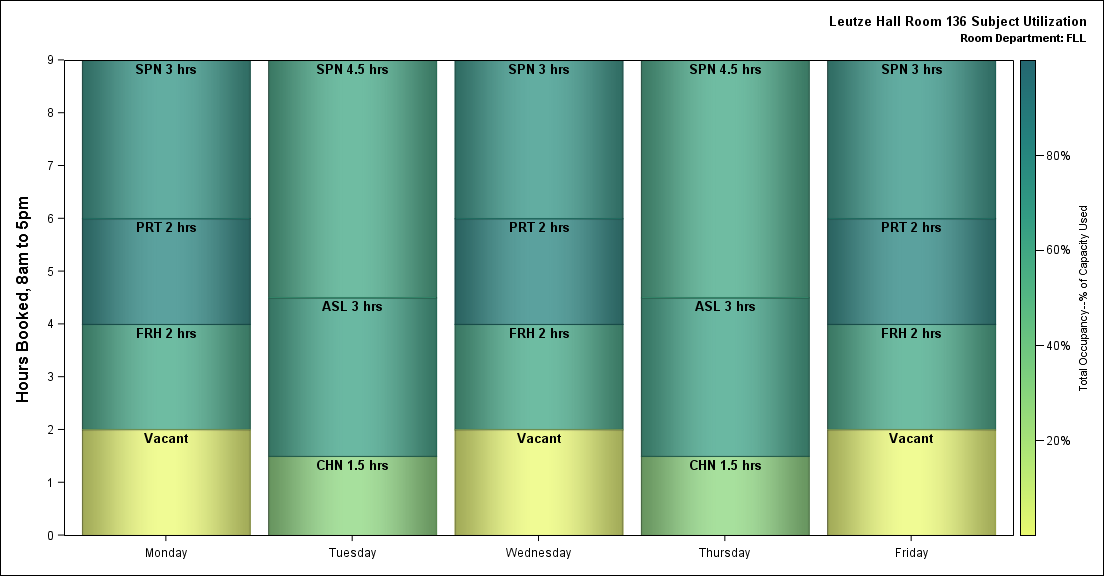 Leutze Hall Room 136 Subject Utilization
Room Department: FLL
Hours Booked, 8am to 5pm
9
8
7
6
5
4
3
2
1
0
SPN 3 hrs
PRT 2 hrs
FRH 2 hrs
Vacant
Monday
SPN 4.5 hrs
ASL 3 hrs
CHN 1.5 hrs
Tuesday
SPN 3 hrs
PRT 2 hrs
FRH 2 hrs
Vacant
Wednesday
SPN 4.5 hrs
ASL 3 hrs
CHN 1.5 hrs
Thursday
SPN 3 hrs
PRT 2 hrs
FRH 2 hrs
Vacant
Friday
80%
60%
40%
20%
Total Occupancy--% of Capacity Used